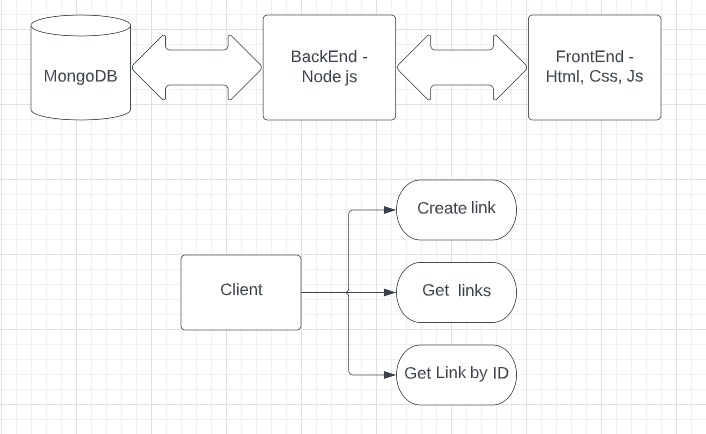 MongoDB
BackEnd -
Node js
FrontEnd -
Html, Css, Js
Create link
Client
Get links
Get Link by ID